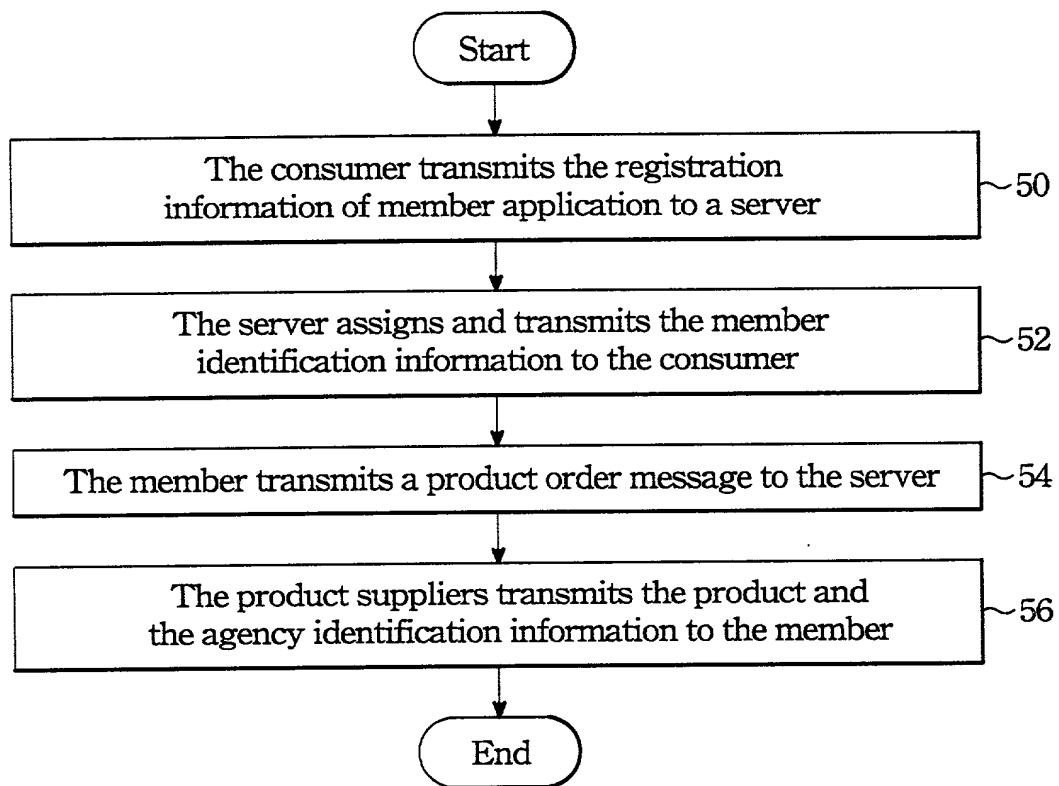 Start
The consumer transmits the registration
information of member application to a server
50
The server assigns and transmits the member
identification information to the consumer
52
The member transmits a product order message to the server
54
The product suppliers transmits the product and
the agency identification information to the member
56
End